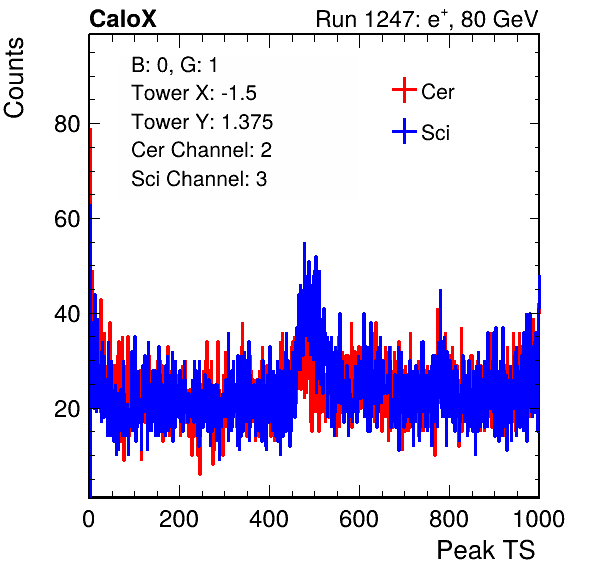 CaloX
Run 1247: e+, 80 GeV
Counts
B: 0, G: 1
Tower X: -1.5
Tower Y: 1.375
Cer Channel: 2
Sci Channel: 3
Cer
Sci
80
60
40
20
0 200 400 600 800 1000
Peak TS